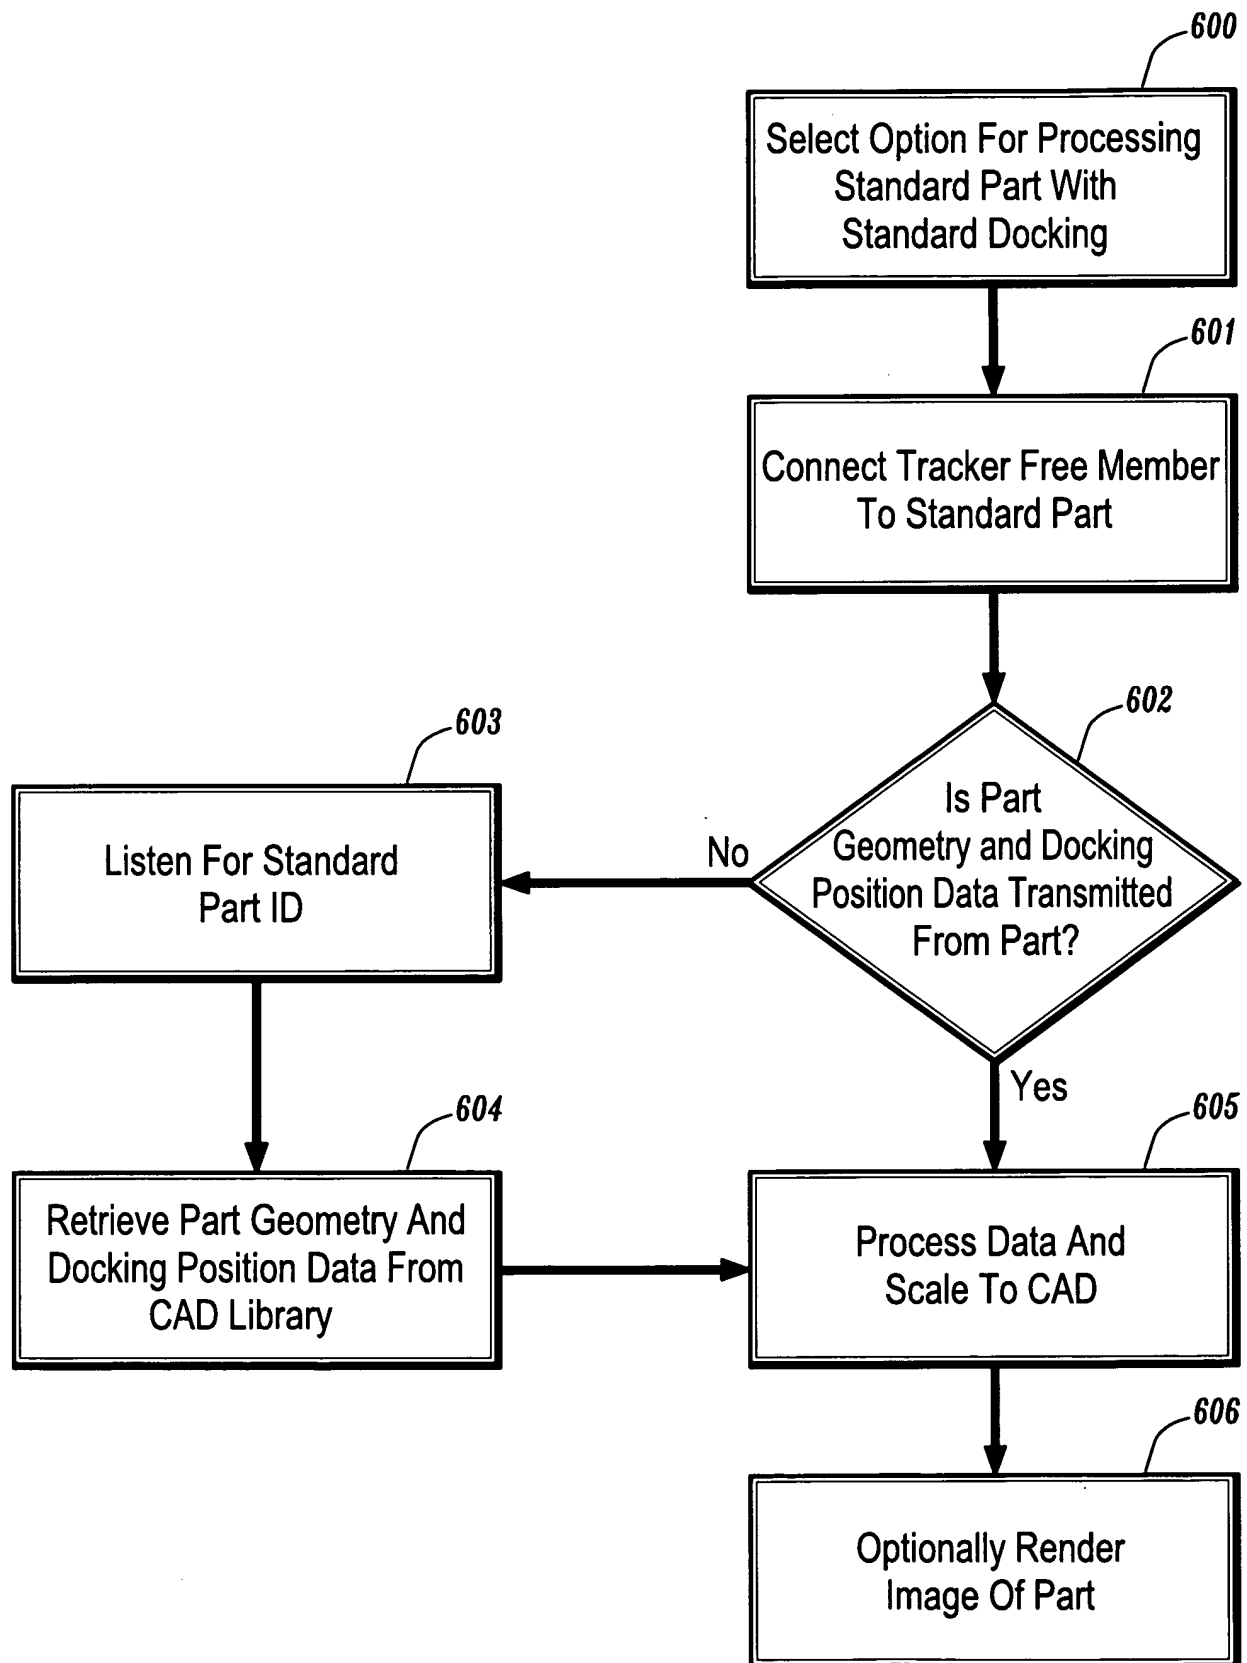 600
Select Option For Processing
Standard Part With
Standard Docking
601
Connect Tracker Free Member
To Standard Part
602
Is Part
Geometry and Docking
Position Data Transmitted
From Part?
No
Yes
603
Listen For Standard
Part ID
604
Retrieve Part Geometry And
Docking Position Data From
CAD Library
605
Process Data And
Scale To CAD
606
Optionally Render
Image Of Part